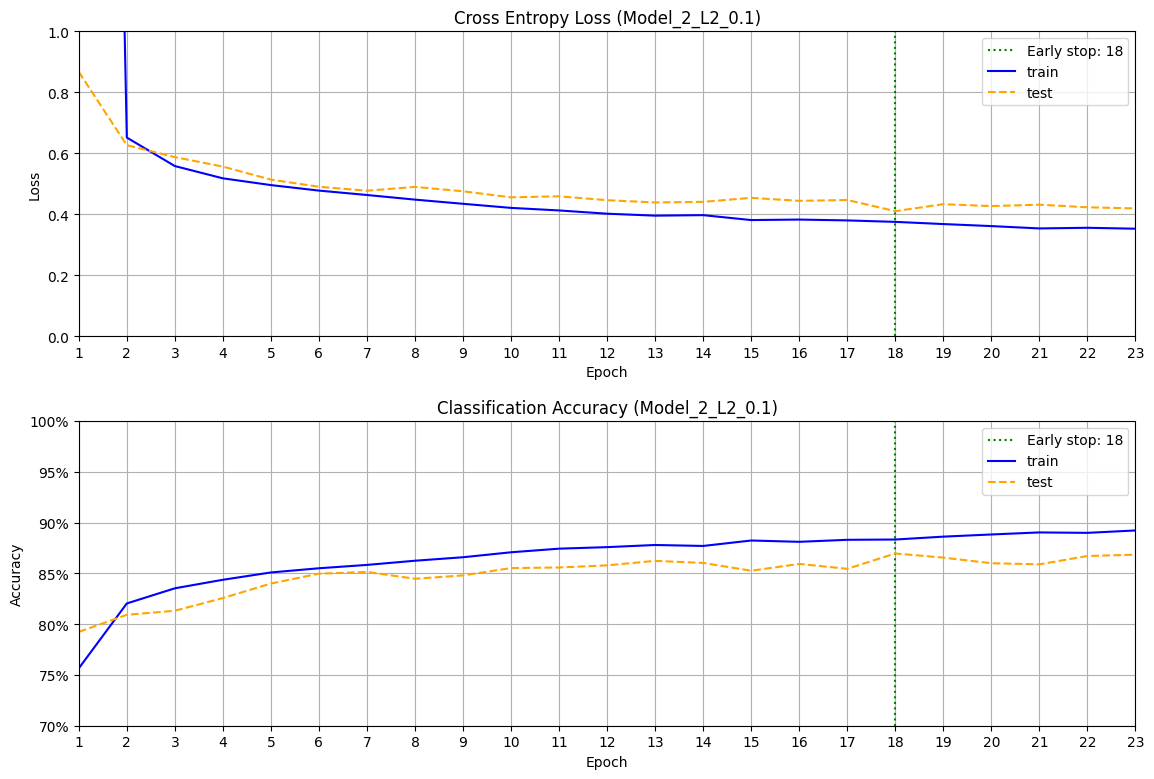 Cross Entropy Loss (Model_2_L2_0.1)
1.0
0.8
0.6
0.4
0.2
0.0
Loss
Early stop: 18
train
test
1 2 3 4 5 6 7 8 9 10 11 12 13 14 15 16 17 18 19 20 21 22 23
Epoch
Classification Accuracy (Model_2_L2_0.1)
100%
95%
90%
85%
80%
75%
70%
Accuracy
Early stop: 18
train
test
1 2 3 4 5 6 7 8 9 10 11 12 13 14 15 16 17 18 19 20 21 22 23
Epoch